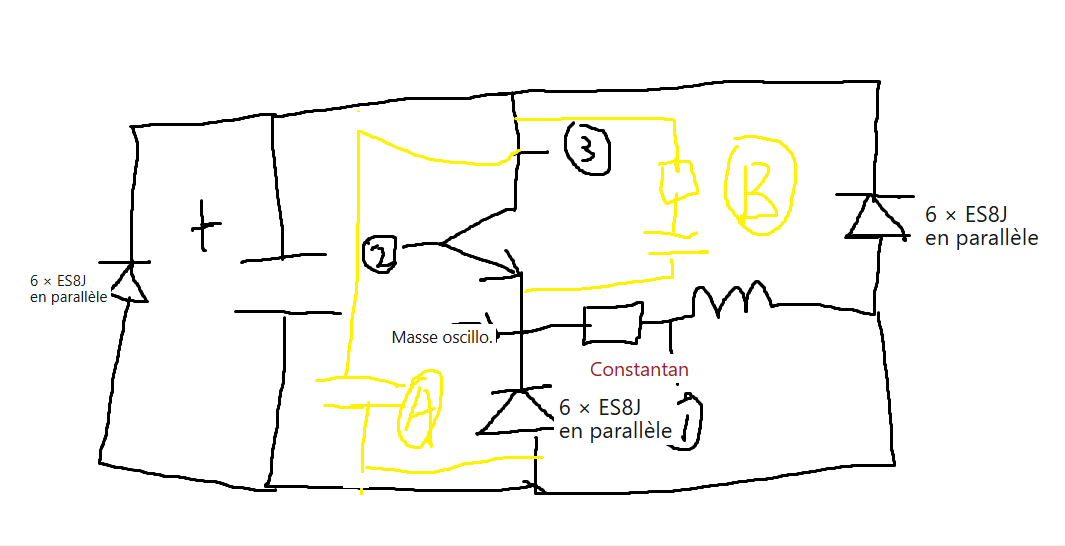 +
3
B
2
6 × ES8J
en parallèle
6 × ES8J
en parallèle
Masse oscillo.
Constantan
A
6 × ES8J
en parallèle
1